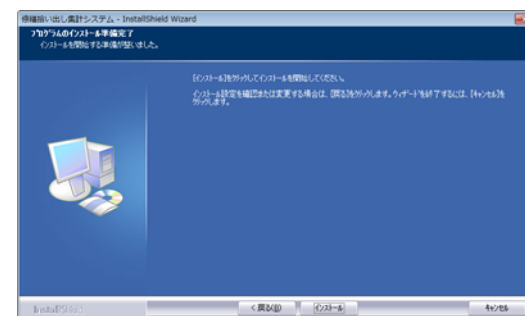 修繕拾い出し集計システム - InstallShield Wizard
プログラムのインストール準備完了
インストールを開始する準備が整いました。
[インストール]をクリックしてインストールを開始してください。
インストール設定を確認または変更する場合は、[戻る]をクリックします。ウィザードを終了するには、[キャンセル]を
クリックします。
InstallShield
< 戻る(B)
インストール
キャンセル